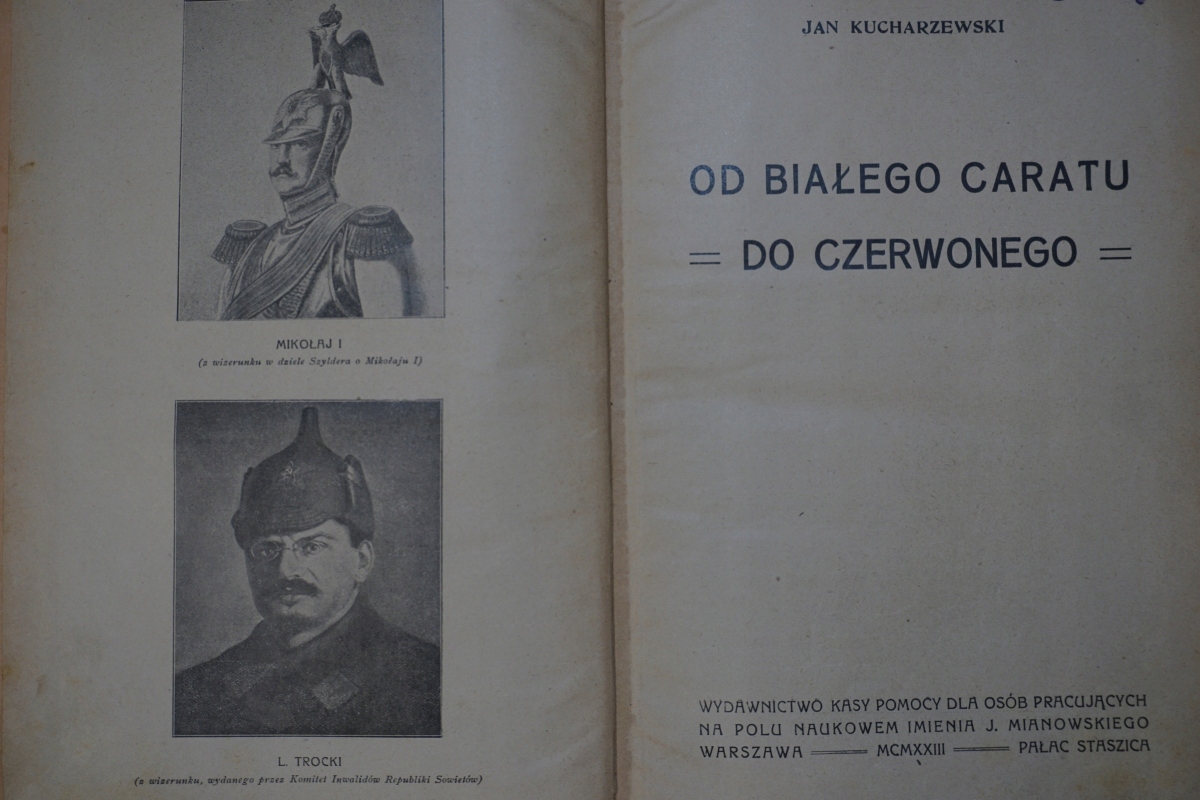 MIKOŁAJ I
(z wizerunku w dziele Szyldera o Mikołaju I)
L. TROCKI
(z wizerunku, wydanego przez Komitet Inwalidów Republiki Sowietów)
JAN KUCHARZEWSKI
OD BIAŁEGO CARATU
= DO CZERWONEGO =
WYDAWNICTWO KASY POMOCY DLA OSÓB PRACUJĄCYCH
NA POLU NAUKOWEM IMIENIA J. MIANOWSKIEGO
WARSZAWA —— MCMXXIII —— PAŁAC STASZICA